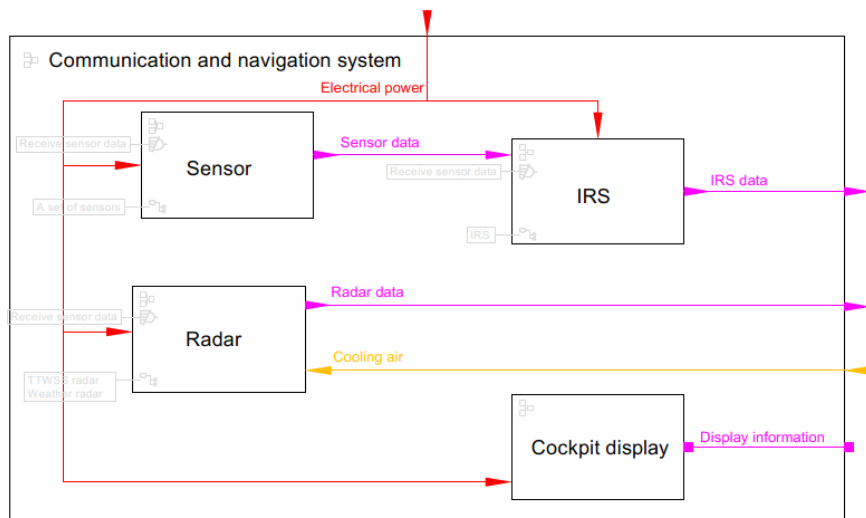 Communication and navigation system
Electrical power
Receive sensor data
Sensor
Sensor data
A set of sensors
Receive sensor data
IRS
IRS
IRS data
Radar data
Receive sensor data
Radar
Cooling air
TTWSS radar
Weather radar
Cockpit display
Display information